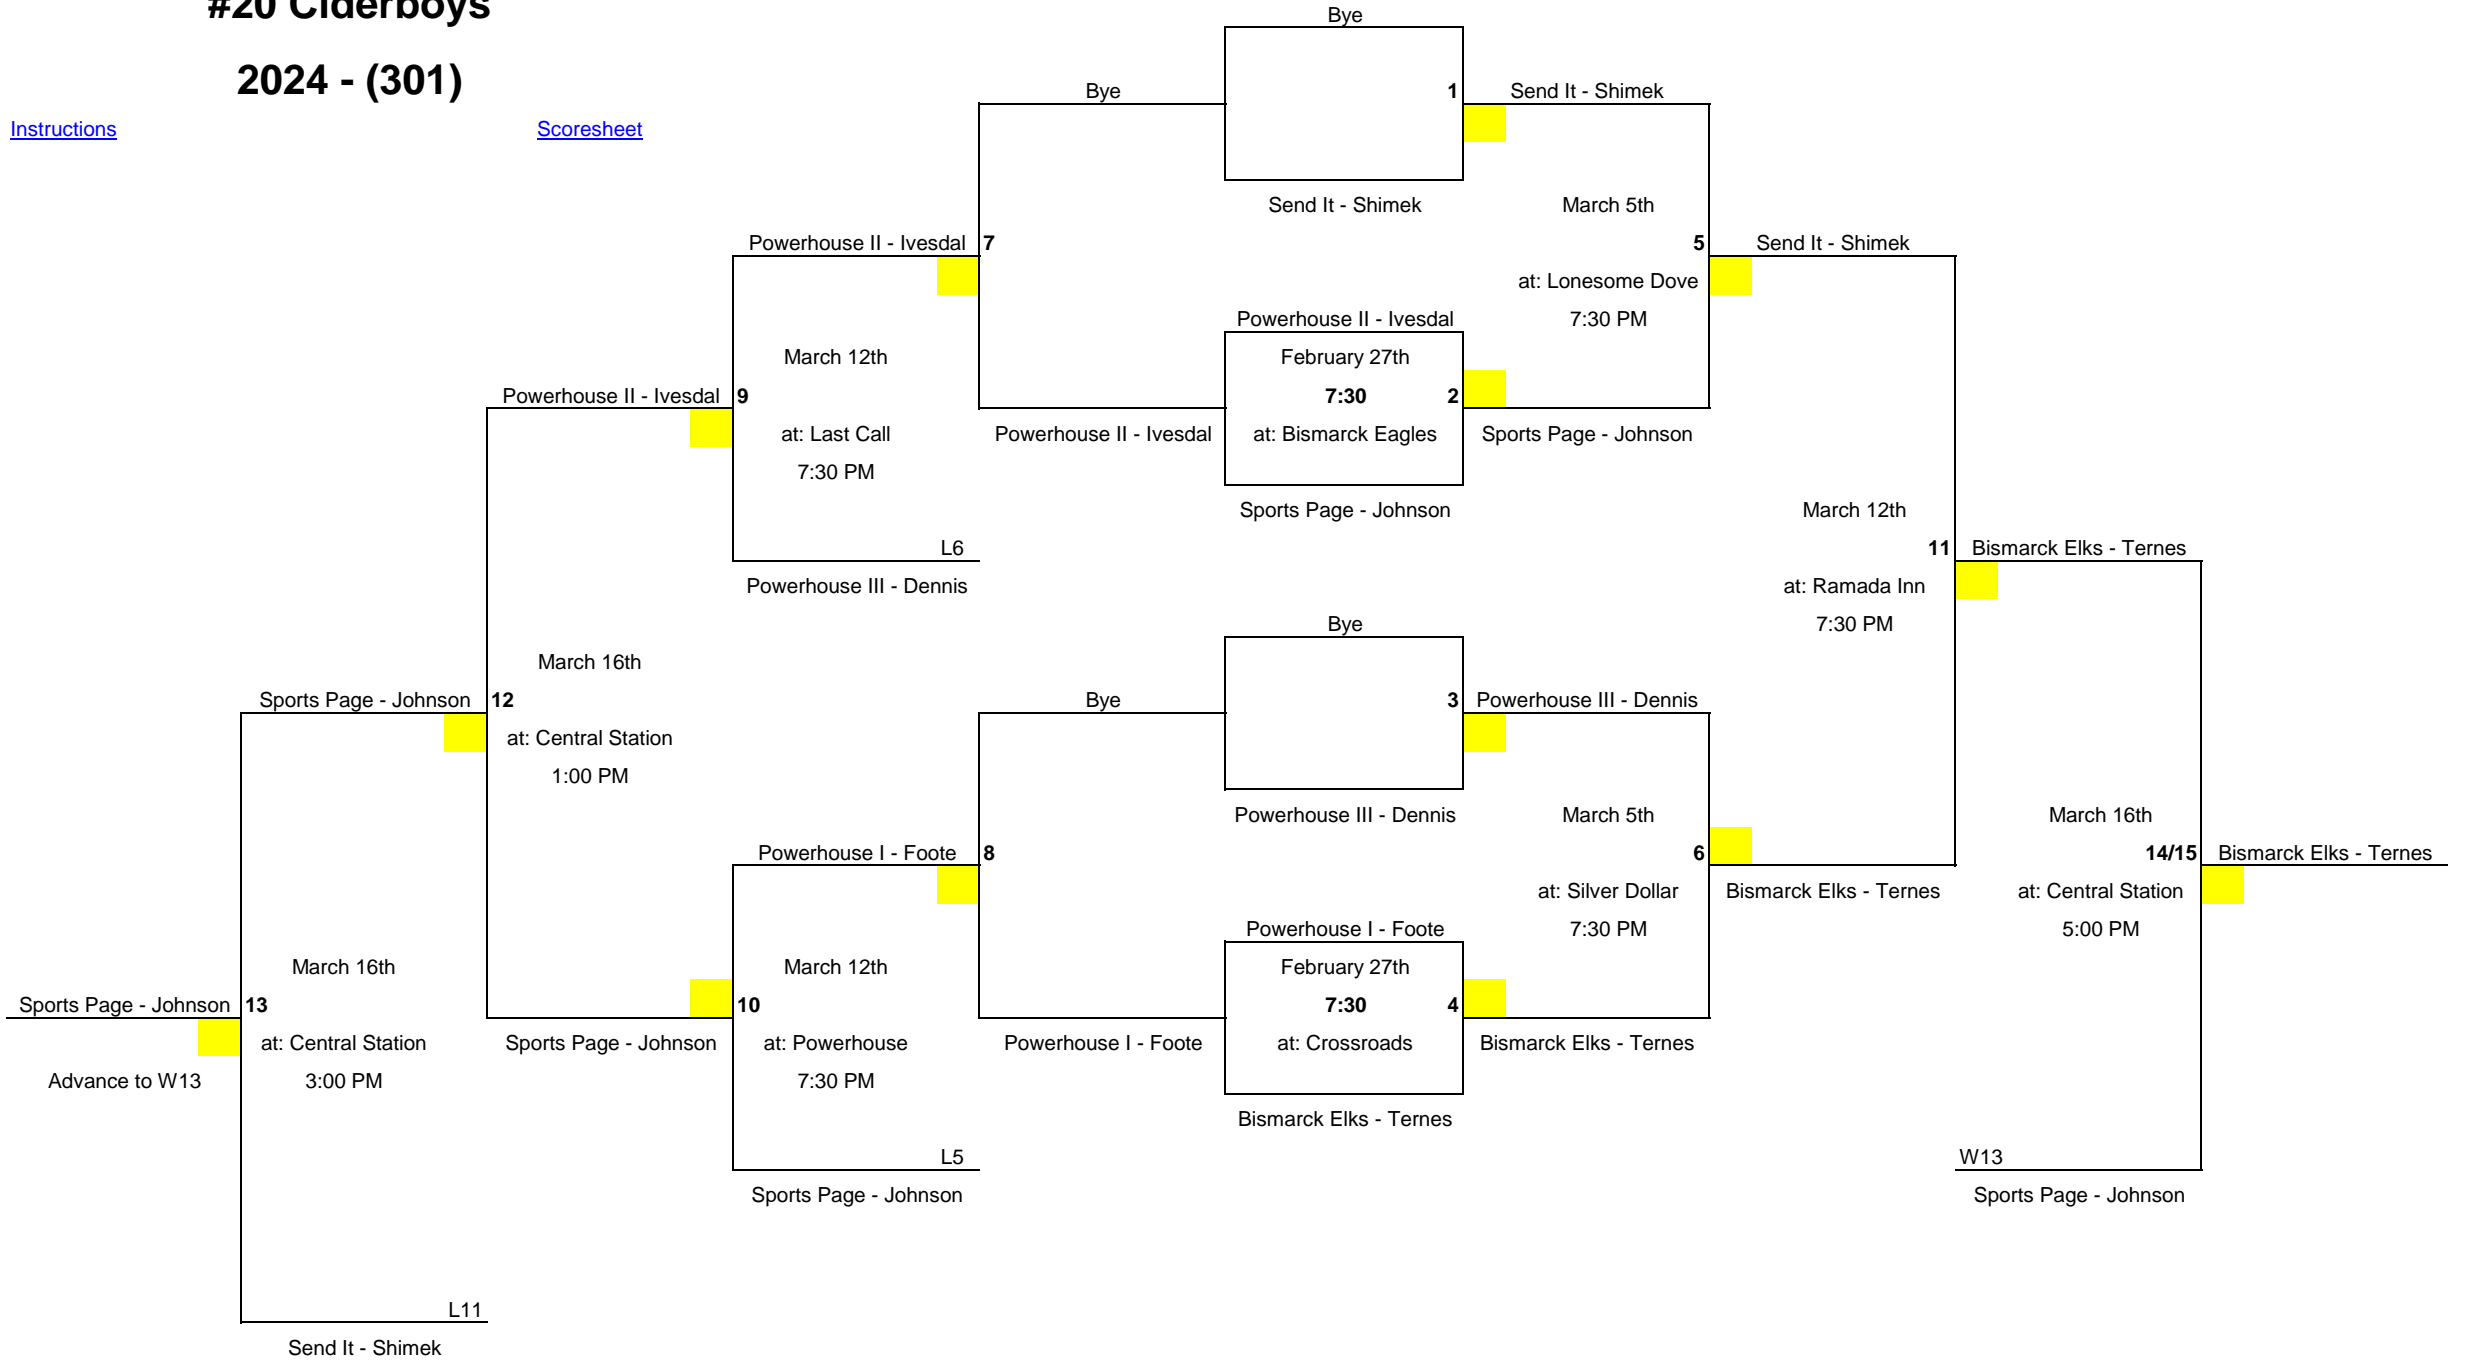 #20 Ciderboys
Bye
2024 - (301)
Bye
1
Send It - Shimek
Instructions
Scoresheet
Send It - Shimek
March 5th
Powerhouse II - Ivesdal
7
5
Send It - Shimek
at: Lonesome Dove
Powerhouse II - Ivesdal
7:30 PM
March 12th
February 27th
Powerhouse II - Ivesdal
9
7:30
2
at: Last Call
Powerhouse II - Ivesdal
at: Bismarck Eagles
Sports Page - Johnson
7:30 PM
Sports Page - Johnson
March 12th
L6
11
Bismarck Elks - Ternes
Powerhouse III - Dennis
at: Ramada Inn
Bye
7:30 PM
March 16th
Sports Page - Johnson
12
Bye
3
Powerhouse III - Dennis
at: Central Station
1:00 PM
Powerhouse III - Dennis
March 5th
March 16th
Powerhouse I - Foote
8
6
14/15
Bismarck Elks - Ternes
at: Silver Dollar
Bismarck Elks - Ternes
at: Central Station
Powerhouse I - Foote
7:30 PM
5:00 PM
March 16th
March 12th
February 27th
Sports Page - Johnson
13
10
7:30
4
at: Central Station
Sports Page - Johnson
at: Powerhouse
Powerhouse I - Foote
at: Crossroads
Bismarck Elks - Ternes
Advance to W13
3:00 PM
7:30 PM
Bismarck Elks - Ternes
L5
W13
Sports Page - Johnson
Sports Page - Johnson
L11
Send It - Shimek